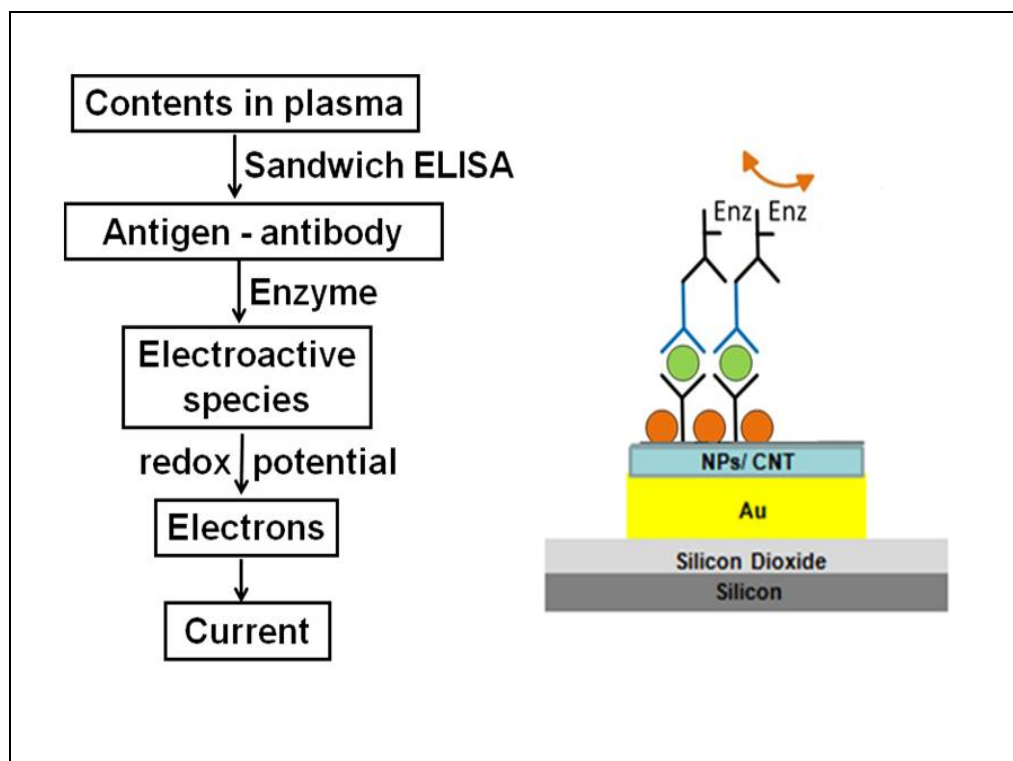 Contents in plasma
Sandwich ELISA
Antigen - antibody
Enzyme
Electroactive
species
redox potential
Electrons
Current
Enz Enz
NPs/ CNT
Au
Silicon Dioxide
Silicon